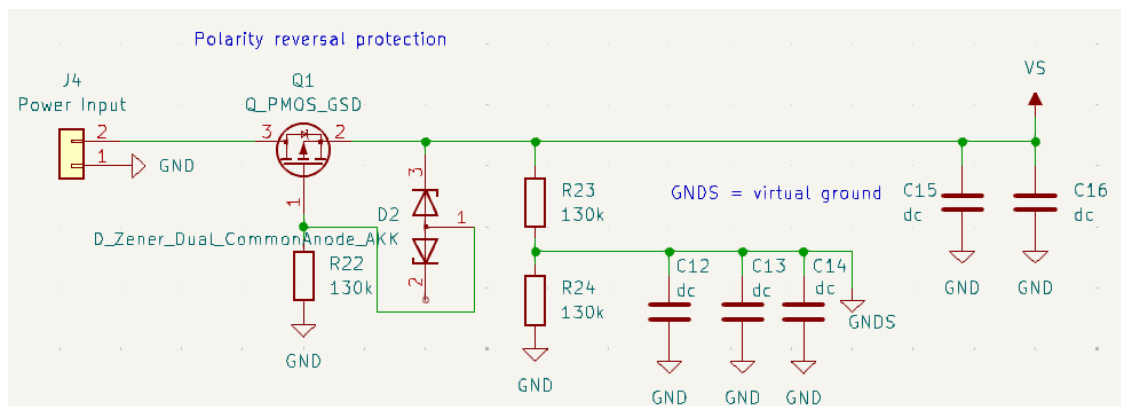 Polarity reversal protection
J4
Power Input
2
1
GND
Q1
Q_PMOS_GSD
3
2
1
D2
D_Zener_Dual_CommonAnode_AKK
3
1
2
R22
130k
GND
R23
130k
R24
130k
GND
GNDS = virtual ground
C12
dc
GND
C13
dc
GND
C14
dc
GND
GNDS
C15
dc
GND
VS
C16
dc
GND